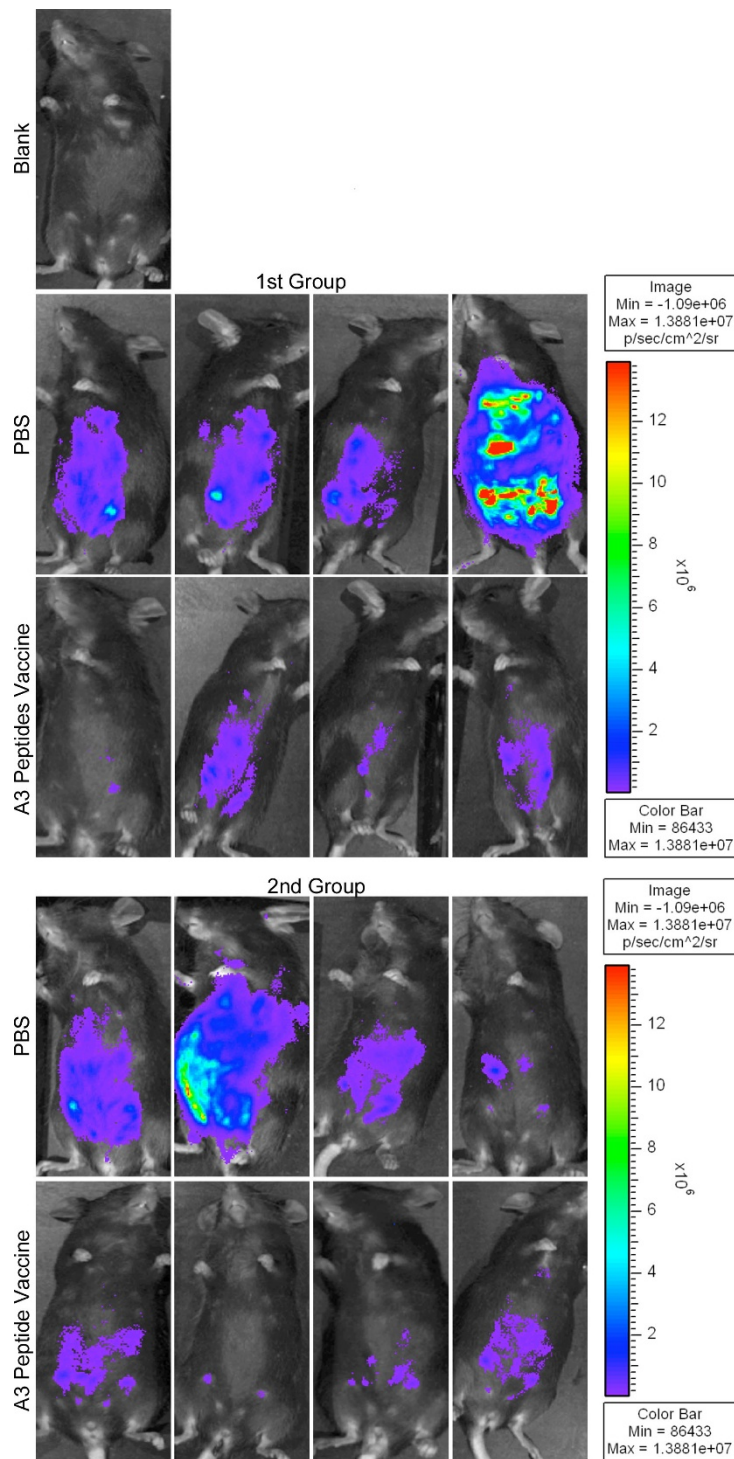 Blank
1st Group
PBS
A3 Peptides Vaccine
Image
Min = -1.09e+06
Max = 1.3881e+07
p/sec/cm^2/sr
12
10
8
6
4
2
x10^6
Color Bar
Min = 86433
Max = 1.3881e+07
2nd Group
PBS
A3 Peptide Vaccine
Image
Min = -1.09e+06
Max = 1.3881e+07
p/sec/cm^2/sr
12
10
8
6
4
2
x10^6
Color Bar
Min = 86433
Max = 1.3881e+07